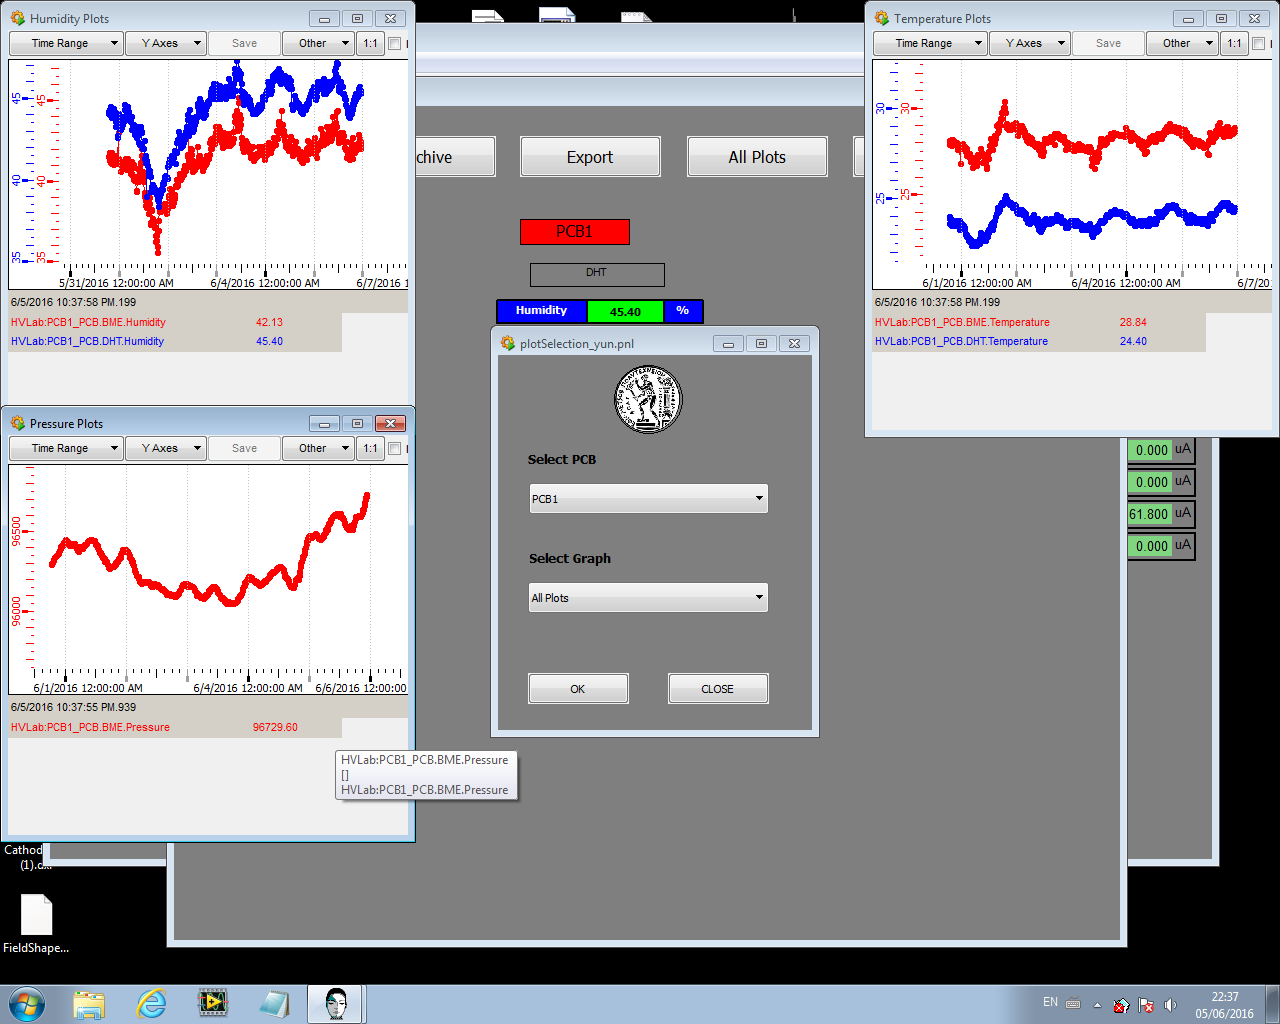 Humidity Plots
Time Range Y Axes Save Other 1:1
45 45
40 40
35 35
5/31/2016 12:00:00 AM 6/4/2016 12:00:00 AM 6/7/2016 1
6/5/2016 10:37:58 PM.199
HVLab:PCB1_PCB.BME.Humidity 42.13
HVLab:PCB1_PCB.DHT.Humidity 45.40
Temperature Plots
Time Range Y Axes Save Other 1:1
30 30
25 25
6/1/2016 12:00:00 AM 6/4/2016 12:00:00 AM 6/7/20
6/5/2016 10:37:58 PM.199
HVLab:PCB1_PCB.BME.Temperature 28.84
HVLab:PCB1_PCB.DHT.Temperature 24.40
chive Export All Plots
PCB1
DHT
Humidity 45.40 %
plotSelection_yun.pnl
Select PCB
PCB1
Select Graph
All Plots
OK CLOSE
0.000 uA
0.000 uA
61.800 uA
0.000 uA
Pressure Plots
Time Range Y Axes Save Other 1:1
96500
96000
6/1/2016 12:00:00 AM 6/4/2016 12:00:00 AM 6/6/2016 12:00:00
6/5/2016 10:37:55 PM.939
HVLab:PCB1_PCB.BME.Pressure 96729.60
HVLab:PCB1_PCB.BME.Pressure
[]
HVLab:PCB1_PCB.BME.Pressure
Cathod
FieldShape...
EN
22:37
05/06/2016